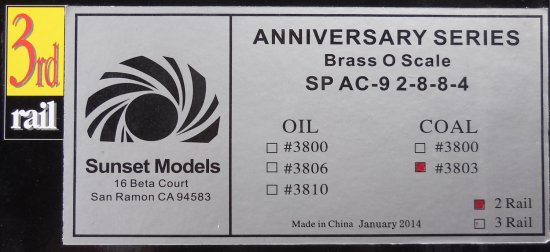 3rd
rail
ANNIVERSARY SERIES
Brass O Scale
SP AC-9 2-8-8-4
Sunset Models
16 Beta Court
San Ramon CA 94583
OIL
#3800
#3806
#3810
COAL
#3800
#3803
2 Rail
3 Rail
Made in China January 2014